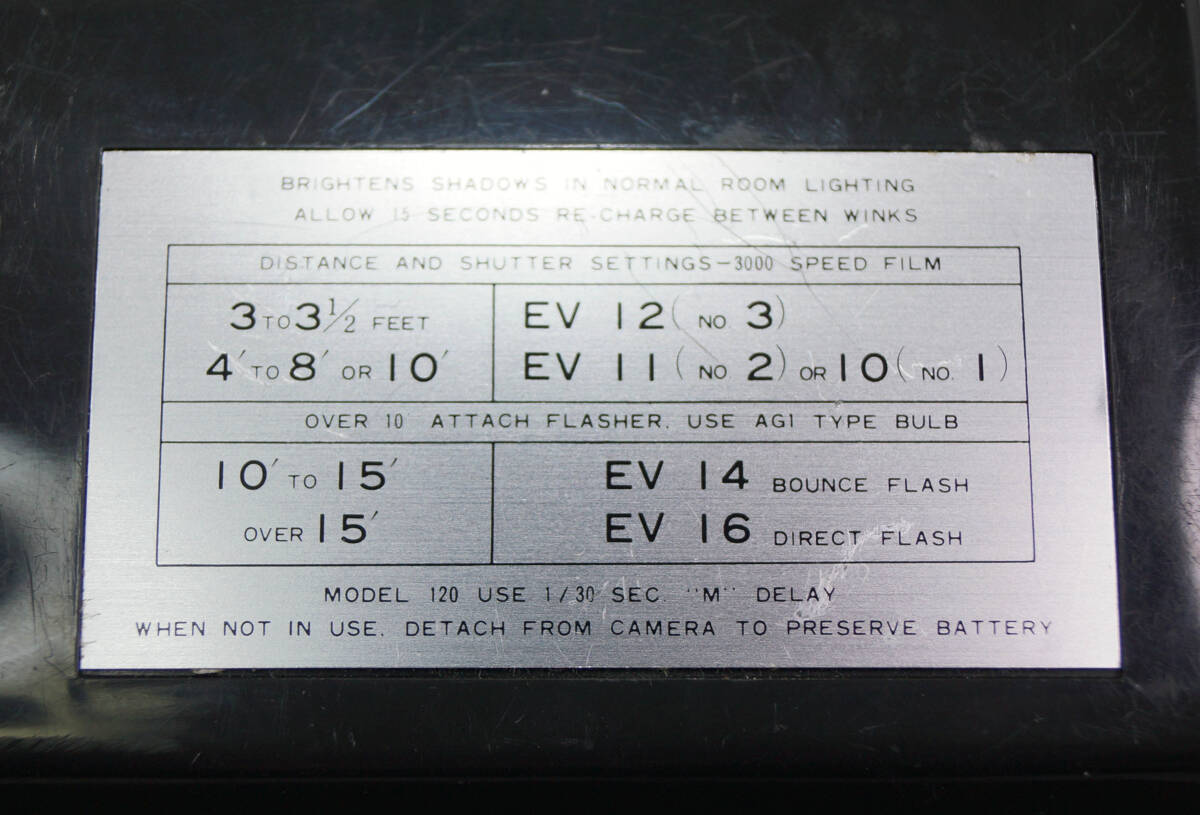 BRIGHTENS SHADOWS IN NORMAL ROOM LIGHTING
ALLOW 15 SECONDS RE-CHARGE BETWEEN WINKS
DISTANCE AND SHUTTER SETTINGS–3000 SPEED FILM
3 TO 3 1/2 FEET EV 12 (NO. 3)
4' TO 8' OR 10' EV 11 (NO. 2) OR 10 (NO. 1)
OVER 10' ATTACH FLASHER, USE AG1 TYPE BULB
10' TO 15' EV 14 BOUNCE FLASH
OVER 15' EV 16 DIRECT FLASH
MODEL 120 USE 1/30 SEC. "M" DELAY
WHEN NOT IN USE, DETACH FROM CAMERA TO PRESERVE BATTERY